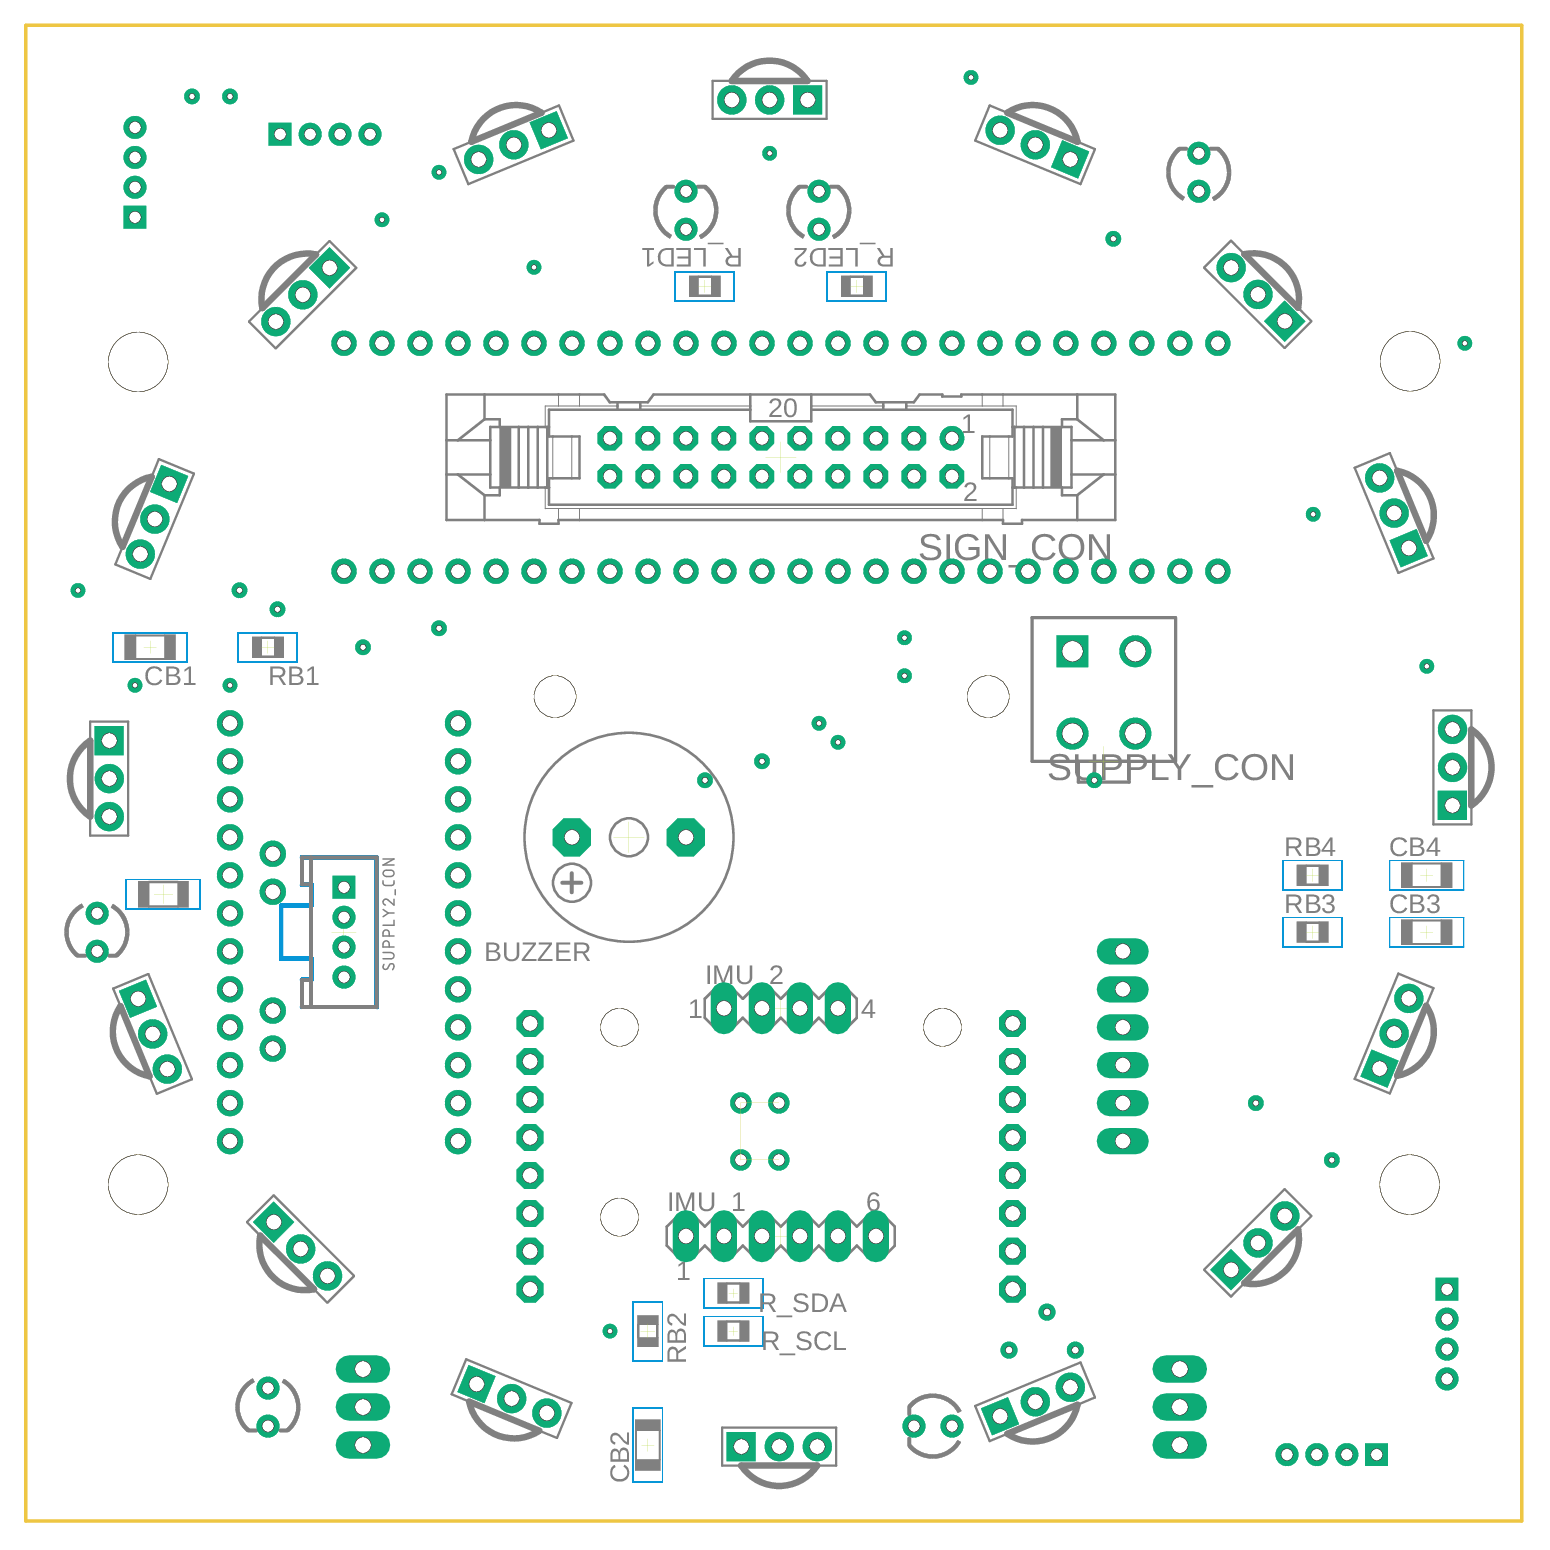 R_LED1
R_LED2
20
1
2
SIGN_CON
CB1
RB1
SUPPLY_CON
RB4
CB4
SUPPLY2_CON
RB3
CB3
BUZZER
IMU_2
1
4
IMU_1
6
1
R_SDA
RB2
R_SCL
CB2